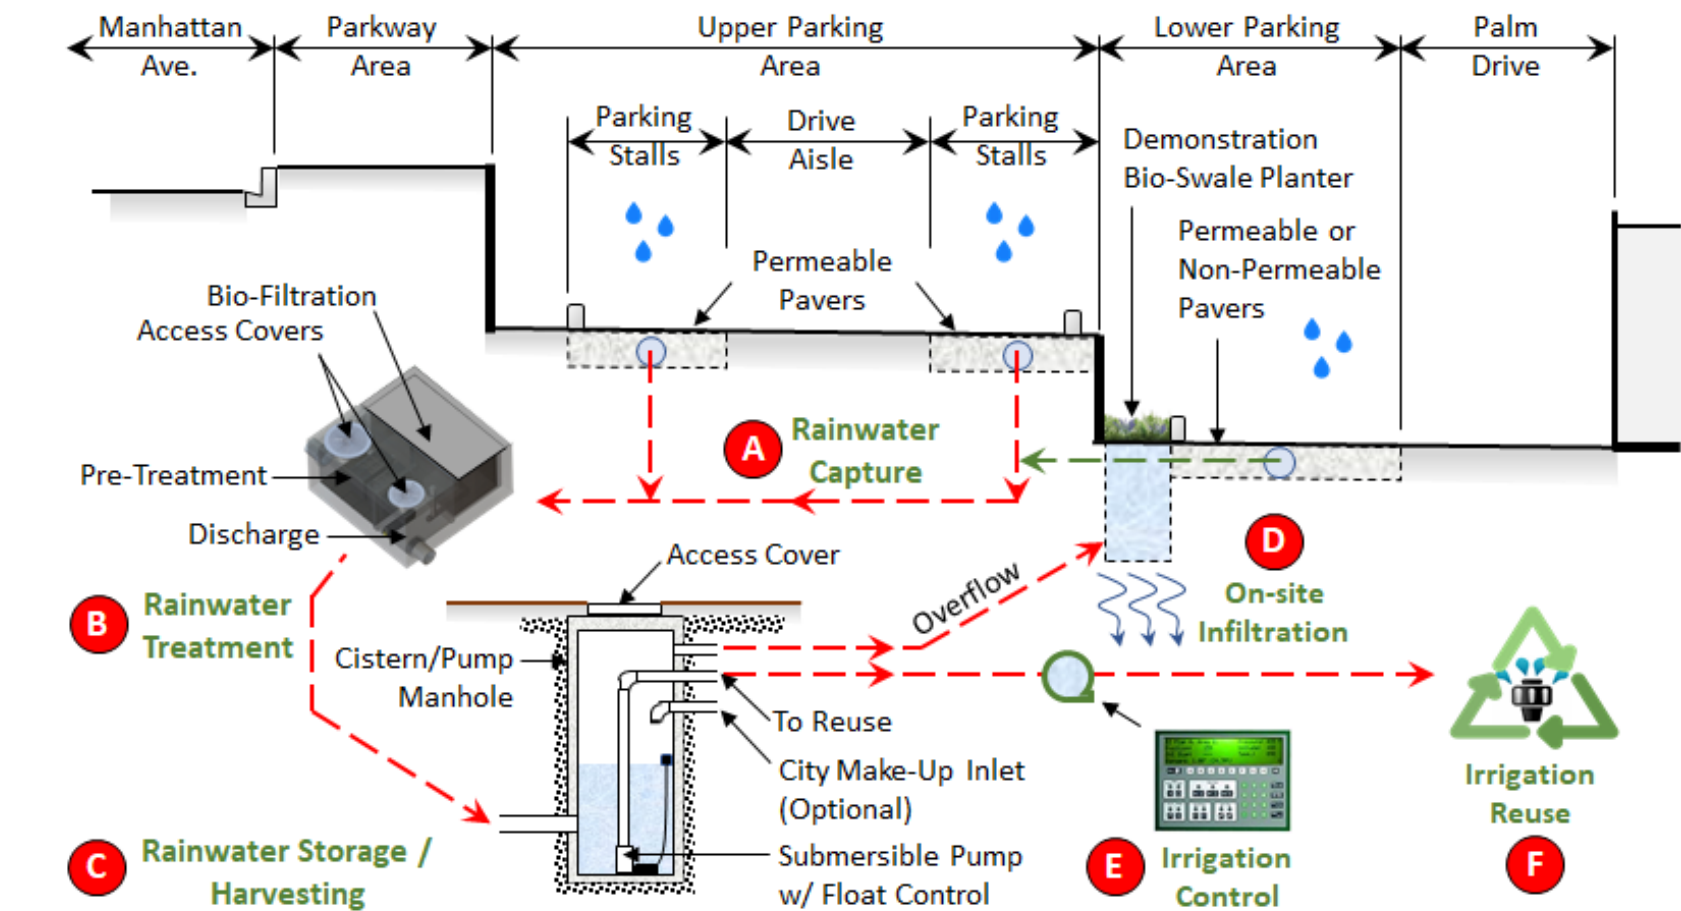 Manhattan
Ave.
Parkway
Area
Upper Parking
Area
Lower Parking
Area
Palm
Drive
Parking
Stalls
Drive
Aisle
Parking
Stalls
Demonstration
Bio-Swale Planter
Permeable or
Non-Permeable
Pavers
Permeable
Pavers
Bio-Filtration
Access Covers
Pre-Treatment
Discharge
A
Rainwater
Capture
B
Rainwater
Treatment
Access Cover
Overflow
D
On-site
Infiltration
Cistern/Pump
Manhole
To Reuse
City Make-Up Inlet
(Optional)
Submersible Pump
w/ Float Control
C
Rainwater Storage /
Harvesting
E
Irrigation
Control
Irrigation
Reuse
F